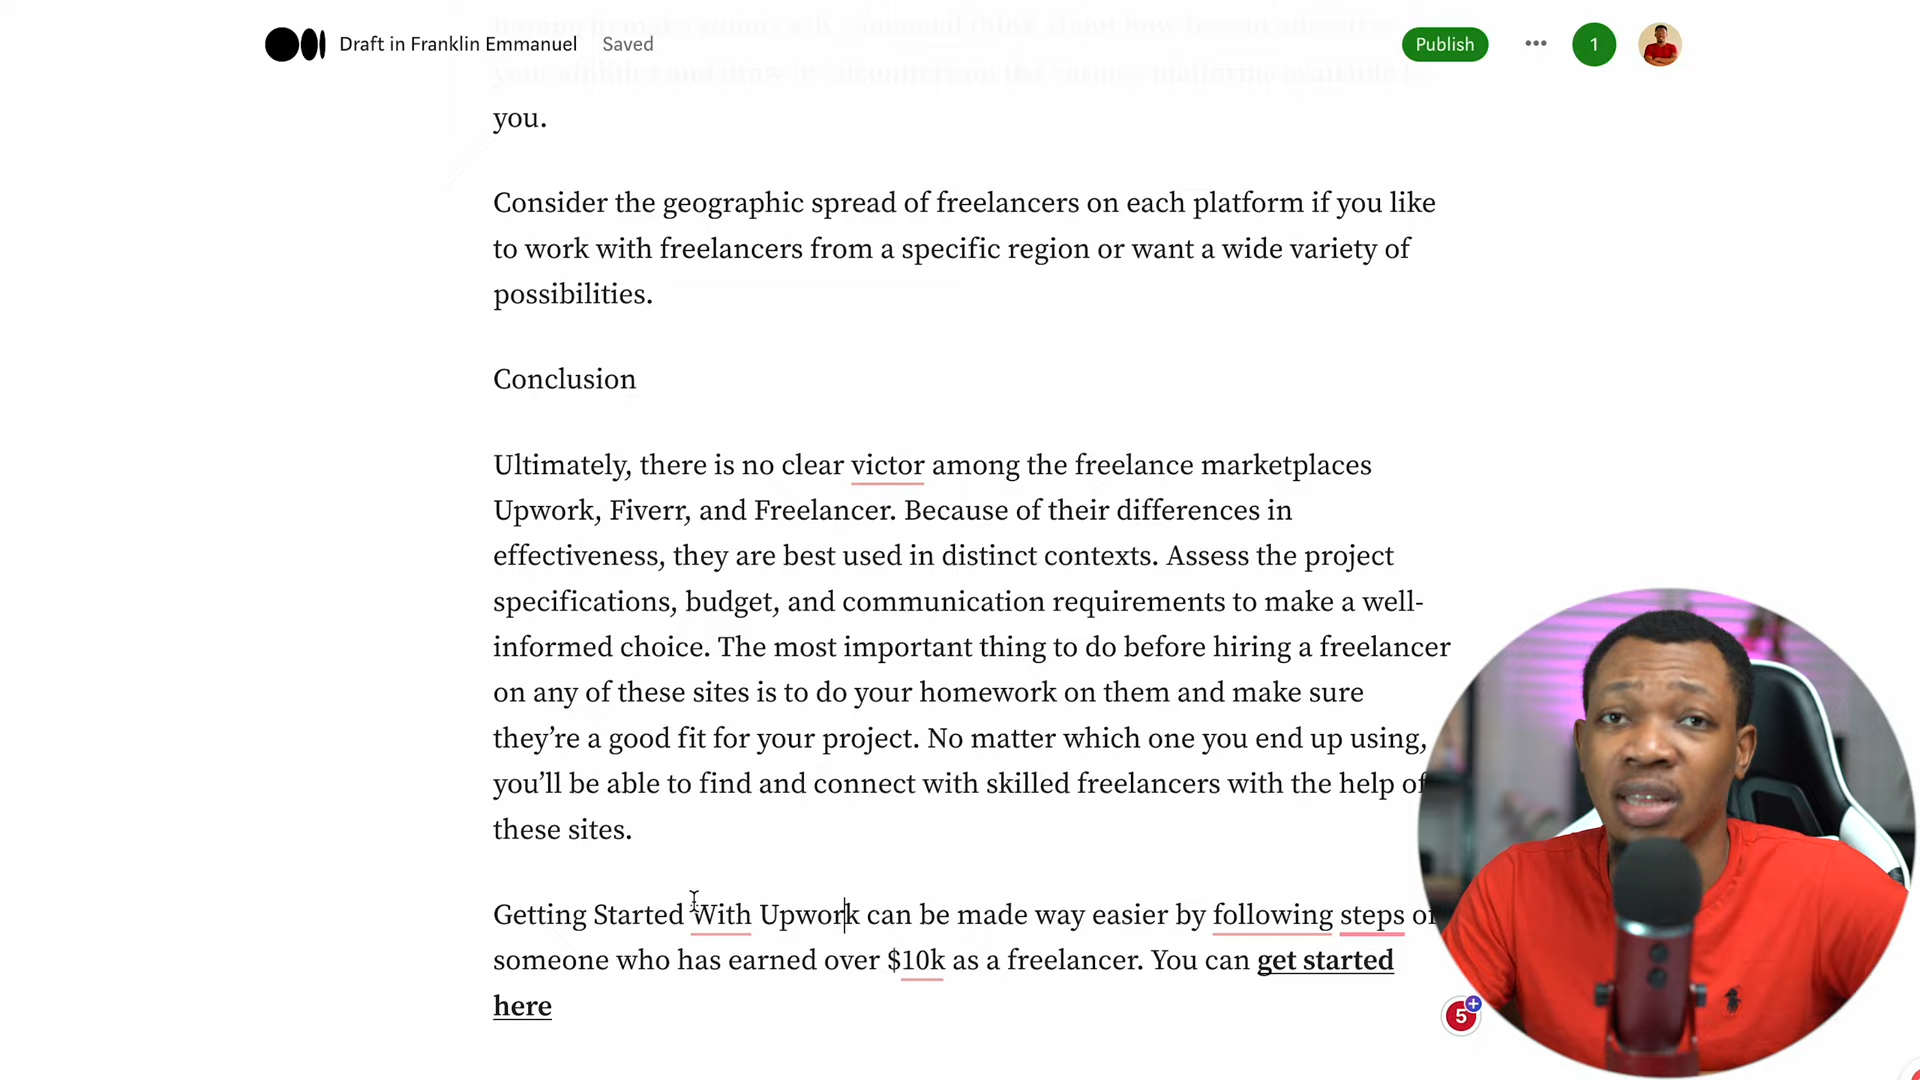 Draft in Franklin Emmanuel Saved Publish ••• 1
you.
Consider the geographic spread of freelancers on each platform if you like
to work with freelancers from a specific region or want a wide variety of
possibilities.
Conclusion
Ultimately, there is no clear victor among the freelance marketplaces
Upwork, Fiverr, and Freelancer. Because of their differences in
effectiveness, they are best used in distinct contexts. Assess the project
specifications, budget, and communication requirements to make a well-
informed choice. The most important thing to do before hiring a freelancer
on any of these sites is to do your homework on them and make sure
they’re a good fit for your project. No matter which one you end up using,
you’ll be able to find and connect with skilled freelancers with the help of
these sites.
Getting Started With Upwork can be made way easier by following steps
someone who has earned over $10k as a freelancer. You can get started
here
5